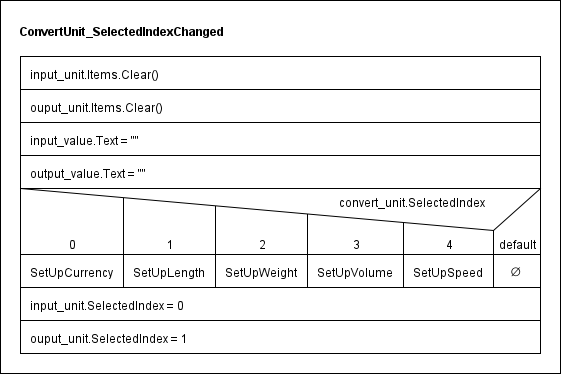 ConvertUnit_SelectedIndexChanged
input_unit.Items.Clear()
ouput_unit.Items.Clear()
input_value.Text = ""
output_value.Text = ""
convert_unit.SelectedIndex
0 1 2 3 4 default
SetUpCurrency SetUpLength SetUpWeight SetUpVolume SetUpSpeed ∅
input_unit.SelectedIndex = 0
ouput_unit.SelectedIndex = 1